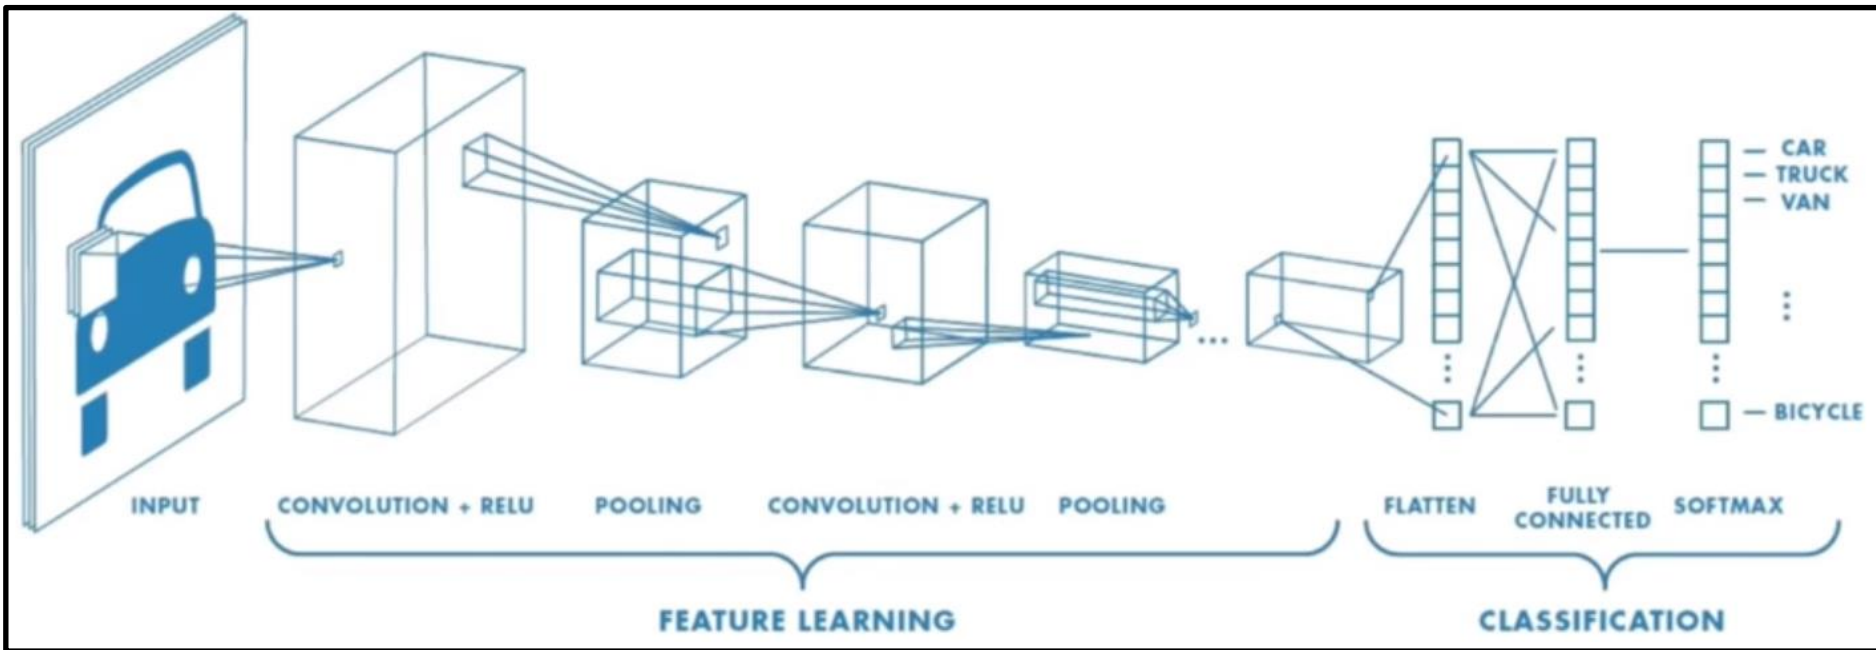 CAR
TRUCK
VAN
BICYCLE
INPUT
CONVOLUTION + RELU
POOLING
CONVOLUTION + RELU
POOLING
FLATTEN
FULLY
CONNECTED
SOFTMAX
FEATURE LEARNING
CLASSIFICATION